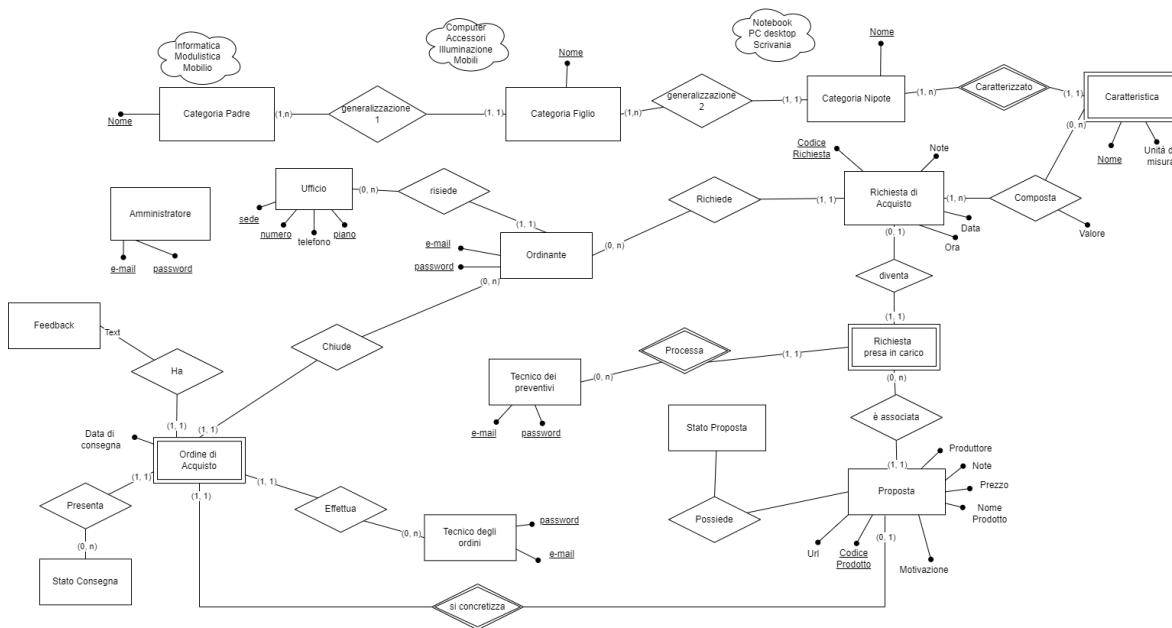 Informatica
Modulistica
Mobilio
Computer
Accessori
Illuminazione
Mobili
Notebook
PC desktop
Scrivania
Nome
Nome
Nome
Categoria Padre
(1,n)
generalizzazione
1
(1, 1)
Categoria Figlio
(1,n)
generalizzazione
2
(1, 1)
Categoria Nipote
(1, n)
Caratterizzato
(1, 1)
Caratteristica
(0, n)
Nome
Unità di
misura
Codice
Richiesta
Note
Ufficio
(0, n)
risiede
(1, 1)
sede
numero
telefono
piano
Amministratore
e-mail
password
Richiede
(0, n)
(1, 1)
Richiesta di
Acquisto
(1, n)
Composta
Valore
Data
Ora
(0, 1)
e-mail
password
Ordinante
(0, n)
diventa
(1, 1)
Feedback
Text
Ha
(1, 1)
Chiude
(1, 1)
Processa
(0, n)
(1, 1)
Richiesta
presa in carico
(0, n)
Tecnico dei
preventivi
e-mail
password
è associata
(1, 1)
Stato Proposta
Possiede
Proposta
Produttore
Note
Prezzo
Nome
Prodotto
Url
Codice
Prodotto
(0, 1)
Motivazione
Data di
consegna
Ordine di
Acquisto
(1, 1)
(1, 1)
(1, 1)
Presenta
(0, n)
Stato Consegna
Effettua
(0, n)
Tecnico degli
ordini
password
e-mail
si concretizza